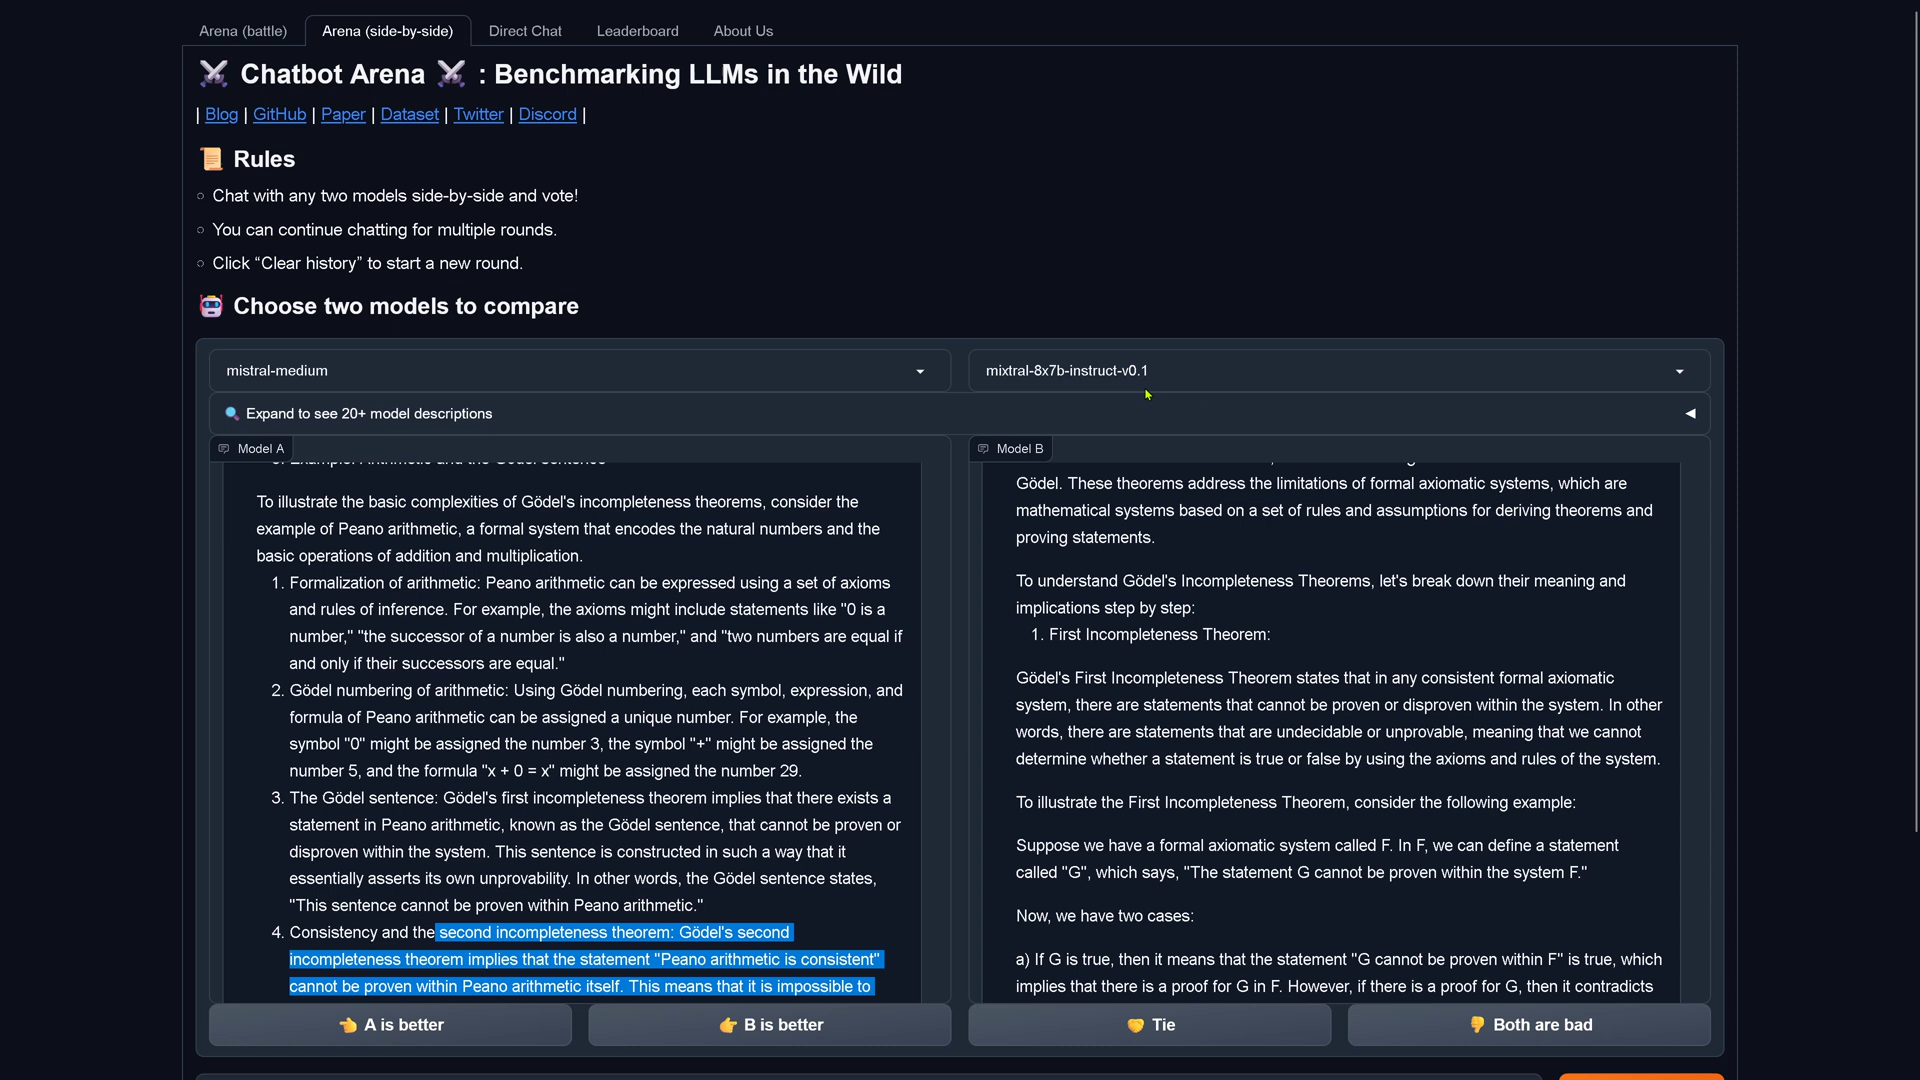 Arena (battle)
Arena (side-by-side)
Direct Chat
Leaderboard
About Us
Chatbot Arena : Benchmarking LLMs in the Wild
| Blog | GitHub | Paper | Dataset | Twitter | Discord |
Rules
Chat with any two models side-by-side and vote!
You can continue chatting for multiple rounds.
Click “Clear history” to start a new round.
Choose two models to compare
mistral-medium
mixtral-8x7b-instruct-v0.1
Expand to see 20+ model descriptions
Model A
To illustrate the basic complexities of Gödel's incompleteness theorems, consider the
example of Peano arithmetic, a formal system that encodes the natural numbers and the
basic operations of addition and multiplication.
1. Formalization of arithmetic: Peano arithmetic can be expressed using a set of axioms
and rules of inference. For example, the axioms might include statements like "0 is a
number," "the successor of a number is also a number," and "two numbers are equal if
and only if their successors are equal."
2. Gödel numbering of arithmetic: Using Gödel numbering, each symbol, expression, and
formula of Peano arithmetic can be assigned a unique number. For example, the
symbol "0" might be assigned the number 3, the symbol "+" might be assigned the
number 5, and the formula "x + 0 = x" might be assigned the number 29.
3. The Gödel sentence: Gödel's first incompleteness theorem implies that there exists a
statement in Peano arithmetic, known as the Gödel sentence, that cannot be proven or
disproven within the system. This sentence is constructed in such a way that it
essentially asserts its own unprovability. In other words, the Gödel sentence states,
"This sentence cannot be proven within Peano arithmetic."
4. Consistency and the second incompleteness theorem: Gödel's second
incompleteness theorem implies that the statement "Peano arithmetic is consistent"
cannot be proven within Peano arithmetic itself. This means that it is impossible to
Model B
Gödel. These theorems address the limitations of formal axiomatic systems, which are
mathematical systems based on a set of rules and assumptions for deriving theorems and
proving statements.
To understand Gödel's Incompleteness Theorems, let's break down their meaning and
implications step by step:
1. First Incompleteness Theorem:
Gödel's First Incompleteness Theorem states that in any consistent formal axiomatic
system, there are statements that cannot be proven or disproven within the system. In other
words, there are statements that are undecidable or unprovable, meaning that we cannot
determine whether a statement is true or false by using the axioms and rules of the system.
To illustrate the First Incompleteness Theorem, consider the following example:
Suppose we have a formal axiomatic system called F. In F, we can define a statement
called "G", which says, "The statement G cannot be proven within the system F."
Now, we have two cases:
a) If G is true, then it means that the statement "G cannot be proven within F" is true, which
implies that there is a proof for G in F. However, if there is a proof for G, then it contradicts
A is better
B is better
Tie
Both are bad